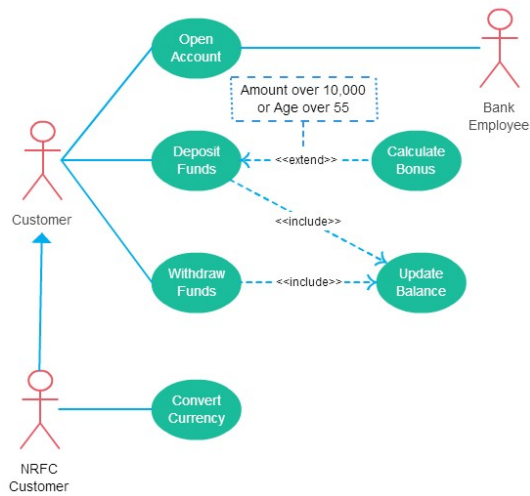 Open
Account
Amount over 10,000
or Age over 55
Bank
Employee
Customer
Deposit
Funds
<<extend>>
Calculate
Bonus
<<include>>
Withdraw
Funds
<<include>>
Update
Balance
Convert
Currency
NRFC
Customer